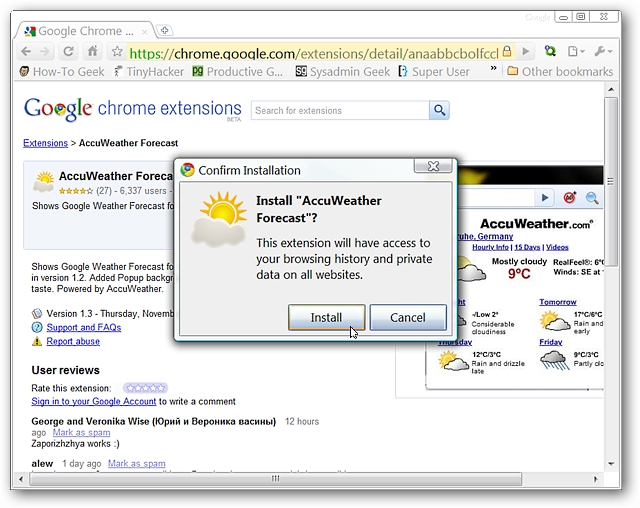 Google
Google Chrome ...
https://chrome.google.com/extensions/detail/anaabbcbolfccl
How-To Geek
TinyHacker
Productive G...
Sysadmin Geek
Super User
»
Other bookmarks
Google chrome extensions
BETA
Search for extensions
Extensions > AccuWeather Forecast
AccuWeather Foreca
(27) - 6,337 users -
Shows Google Weather Forecast fo
Confirm Installation
Install "AccuWeather
Forecast"?
This extension will have access to
your browsing history and private
data on all websites.
Install
Cancel
AccuWeather.com®
ruhe, Germany
Hourly Info | 15 Days | Videos
Mostly cloudy
9ºC
RealFeel®: 6º
Winds: SE at
-/Low 2°
Considerable
cloudiness
Tomorrow
17°C/6°C
Rain and
early
Thursday
12°C/3°C
Rain and drizzle
late
Friday
9°C/3°C
Partly cloudy
Shows Google Weather Forecast fo
in version 1.2. Added Popup backg
taste. Powered by AccuWeather.
Version 1.3 - Thursday, Novemb
Support and FAQs
Report abuse
User reviews
Rate this extension:
Sign in to your Google Account to write a comment
George and Veronika Wise (Юрий и Вероника васины) 12 hours
ago Mark as spam
Zaporizhzhya works :)
alew 1 day ago Mark as spam